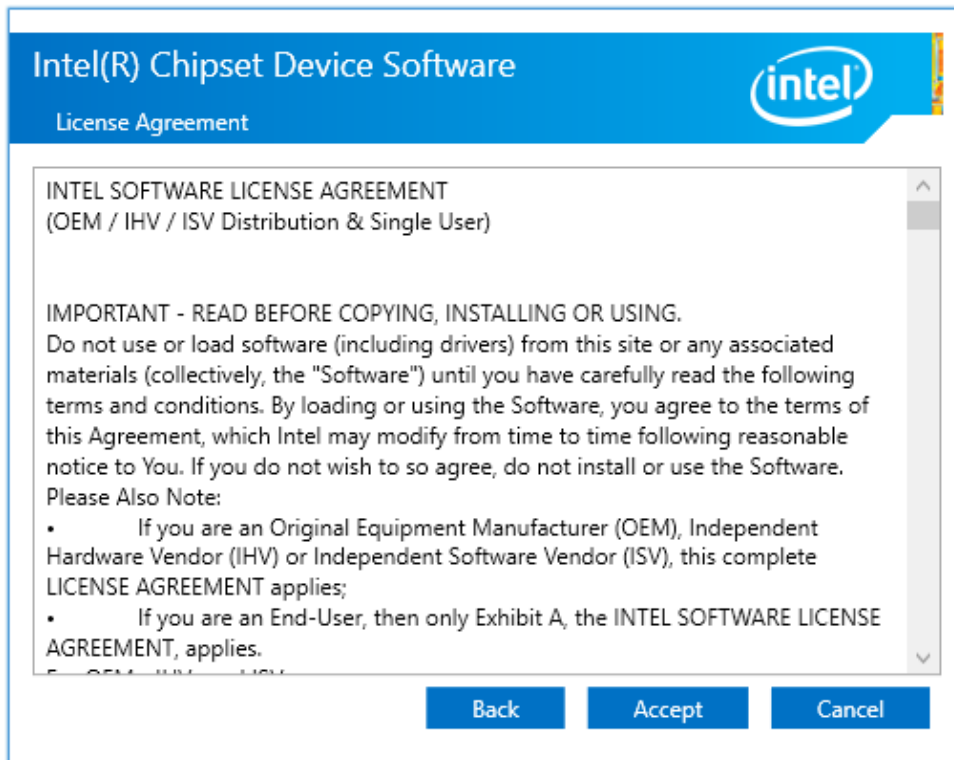 Intel(R) Chipset Device Software
intel
License Agreement
INTEL SOFTWARE LICENSE AGREEMENT
(OEM / IHV / ISV Distribution & Single User)
IMPORTANT - READ BEFORE COPYING, INSTALLING OR USING.
Do not use or load software (including drivers) from this site or any associated
materials (collectively, the "Software") until you have carefully read the following
terms and conditions. By loading or using the Software, you agree to the terms of
this Agreement, which Intel may modify from time to time following reasonable
notice to You. If you do not wish to so agree, do not install or use the Software.
Please Also Note:
• If you are an Original Equipment Manufacturer (OEM), Independent
Hardware Vendor (IHV) or Independent Software Vendor (ISV), this complete
LICENSE AGREEMENT applies;
• If you are an End-User, then only Exhibit A, the INTEL SOFTWARE LICENSE
AGREEMENT, applies.
Back Accept Cancel